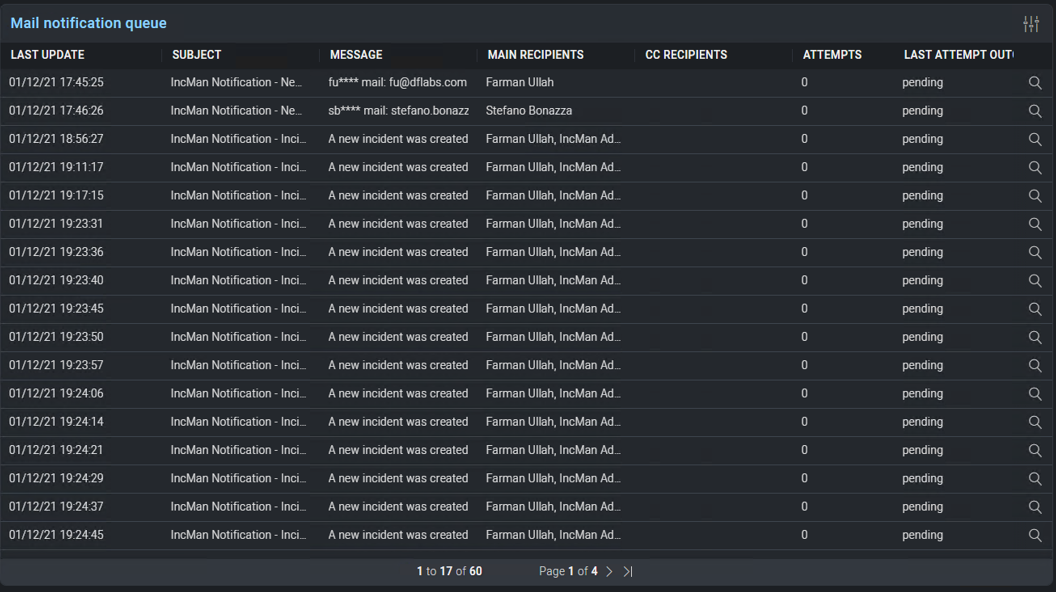 Mail notification queue
LAST UPDATE SUBJECT MESSAGE MAIN RECIPIENTS CC RECIPIENTS ATTEMPTS LAST ATTEMPT OUT
01/12/21 17:45:25 IncMan Notification - Ne... fu**** mail: fu@dflabs.com Farman Ullah 0 pending
01/12/21 17:46:26 IncMan Notification - Ne... sb**** mail: stefano.bonazz Stefano Bonazza 0 pending
01/12/21 18:56:27 IncMan Notification - Inci... A new incident was created Farman Ullah, IncMan Ad... 0 pending
01/12/21 19:11:17 IncMan Notification - Inci... A new incident was created Farman Ullah, IncMan Ad... 0 pending
01/12/21 19:17:15 IncMan Notification - Inci... A new incident was created Farman Ullah, IncMan Ad... 0 pending
01/12/21 19:23:31 IncMan Notification - Inci... A new incident was created Farman Ullah, IncMan Ad... 0 pending
01/12/21 19:23:36 IncMan Notification - Inci... A new incident was created Farman Ullah, IncMan Ad... 0 pending
01/12/21 19:23:40 IncMan Notification - Inci... A new incident was created Farman Ullah, IncMan Ad... 0 pending
01/12/21 19:23:45 IncMan Notification - Inci... A new incident was created Farman Ullah, IncMan Ad... 0 pending
01/12/21 19:23:50 IncMan Notification - Inci... A new incident was created Farman Ullah, IncMan Ad... 0 pending
01/12/21 19:23:57 IncMan Notification - Inci... A new incident was created Farman Ullah, IncMan Ad... 0 pending
01/12/21 19:24:06 IncMan Notification - Inci... A new incident was created Farman Ullah, IncMan Ad... 0 pending
01/12/21 19:24:14 IncMan Notification - Inci... A new incident was created Farman Ullah, IncMan Ad... 0 pending
01/12/21 19:24:21 IncMan Notification - Inci... A new incident was created Farman Ullah, IncMan Ad... 0 pending
01/12/21 19:24:29 IncMan Notification - Inci... A new incident was created Farman Ullah, IncMan Ad... 0 pending
01/12/21 19:24:37 IncMan Notification - Inci... A new incident was created Farman Ullah, IncMan Ad... 0 pending
01/12/21 19:24:45 IncMan Notification - Inci... A new incident was created Farman Ullah, IncMan Ad... 0 pending
1 to 17 of 60 Page 1 of 4